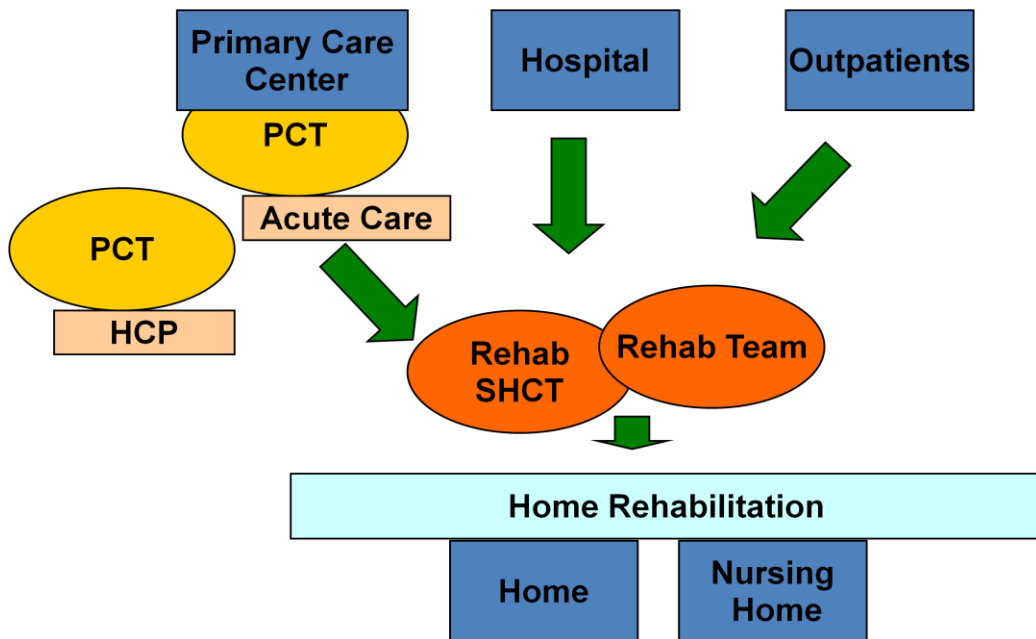 Primary Care
Center
Hospital
Outpatients
PCT
Acute Care
PCT
HCP
Rehab
SHCT
Rehab Team
Home Rehabilitation
Home
Nursing
Home